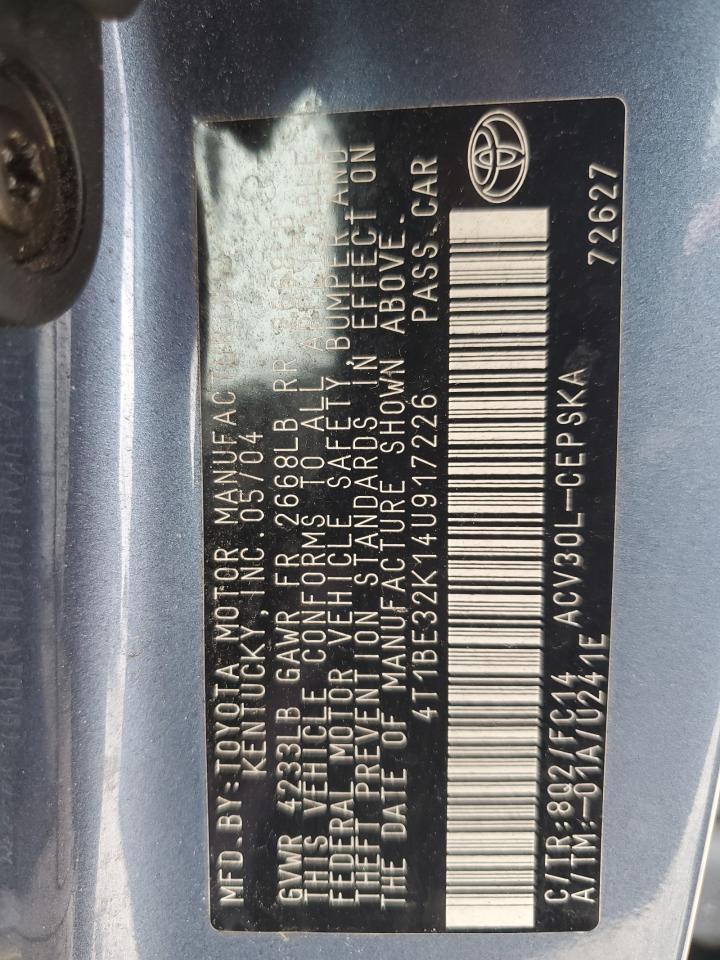 MFD.BY:TOYOTA MOTOR MANUFACTURING
KENTUCKY,INC.05/04
GVWR 4233LB GAWR FR 2668LB RR
THIS VEHICLE CONFORMS TO ALL
FEDERAL MOTOR VEHICLE SAFETY BUMPER AND
THEFT PREVENTION STANDARDS IN EFFECT ON
THE DATE OF MANUFACTURE SHOWN ABOVE.
4T1BE32K14U917226 PASS.CAR
C/TR:8Q2/FC14 ACV30L-CEPSKA
A/TM:-01A/U241E 72627